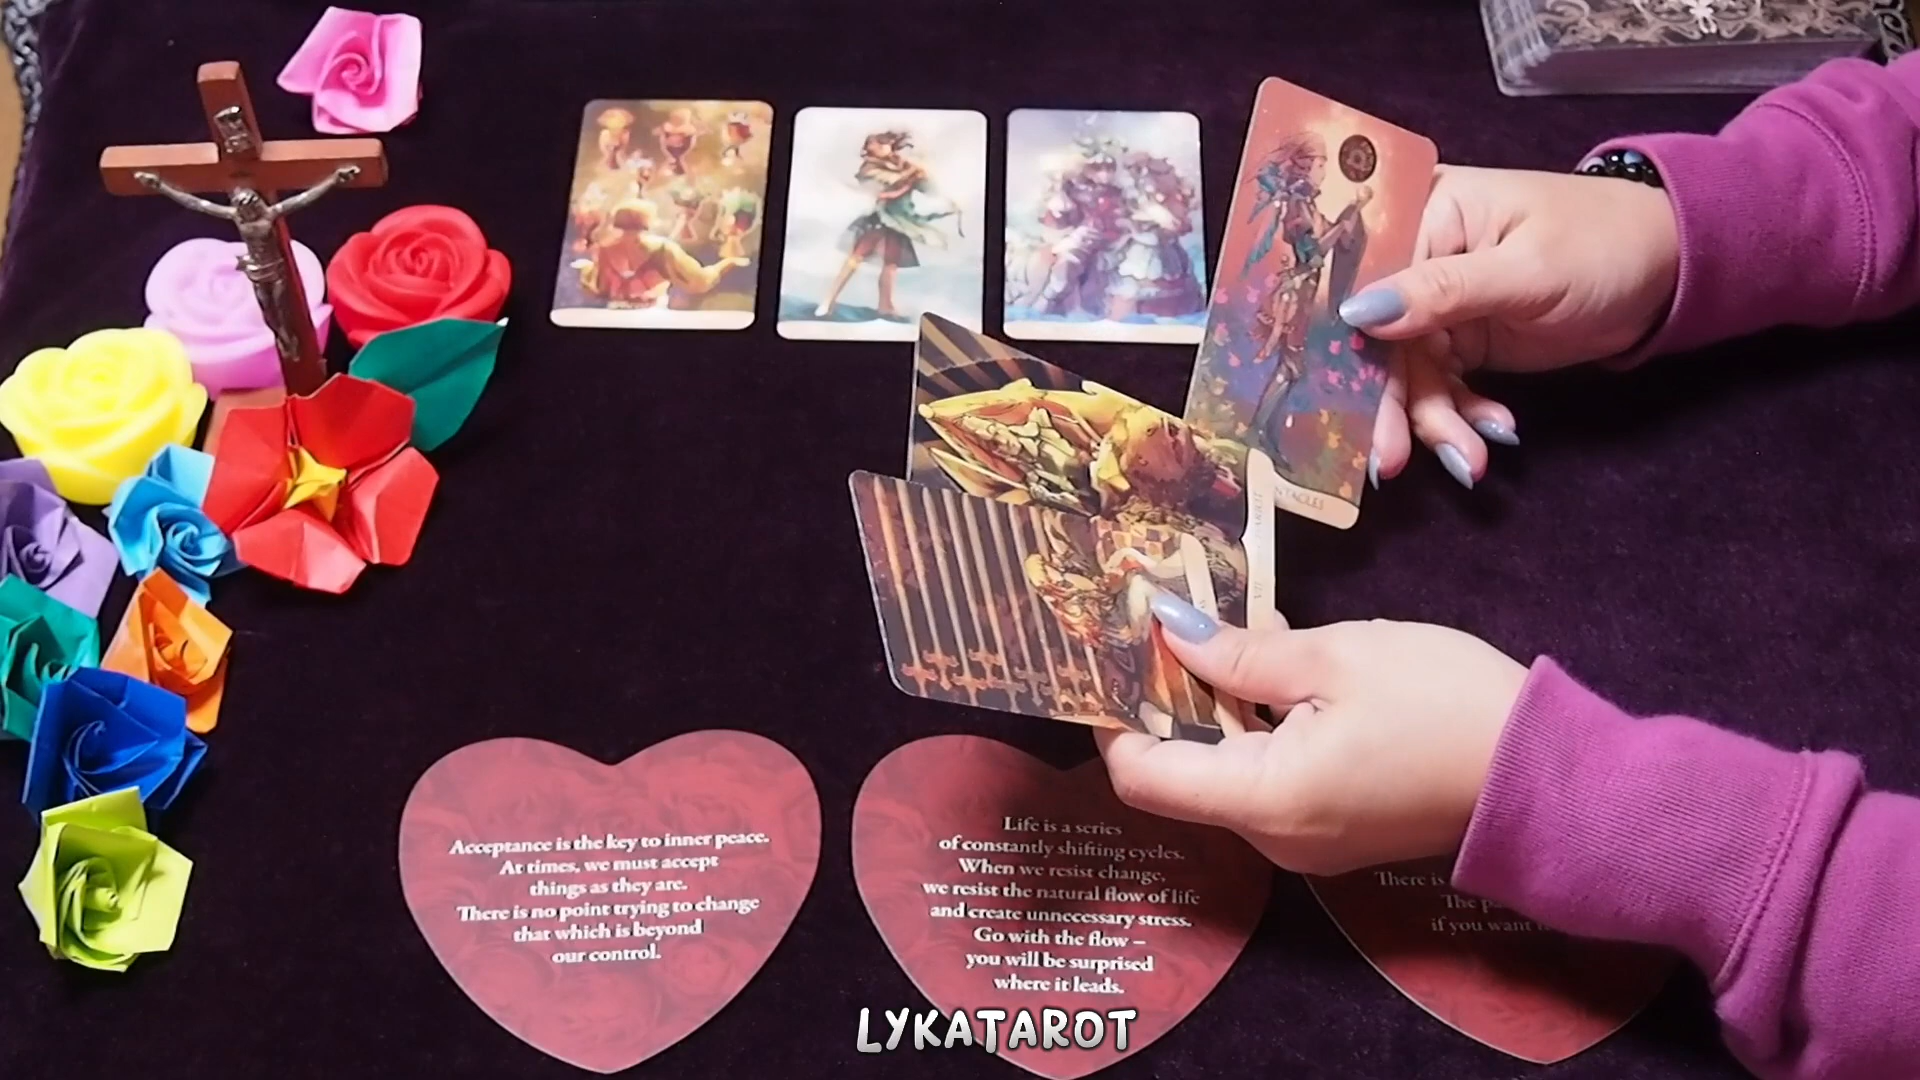 NTACLES
TAROT
Acceptance is the key to inner peace.
At times, we must accept
things as they are.
There is no point trying to change
that which is beyond
our control.
Life is a series
of constantly shifting cycles.
When we resist change,
we resist the natural flow of life
and create unnecessary stress.
Go with the flow –
you will be surprised
where it leads.
There is
The
if you want
LYKATAROT